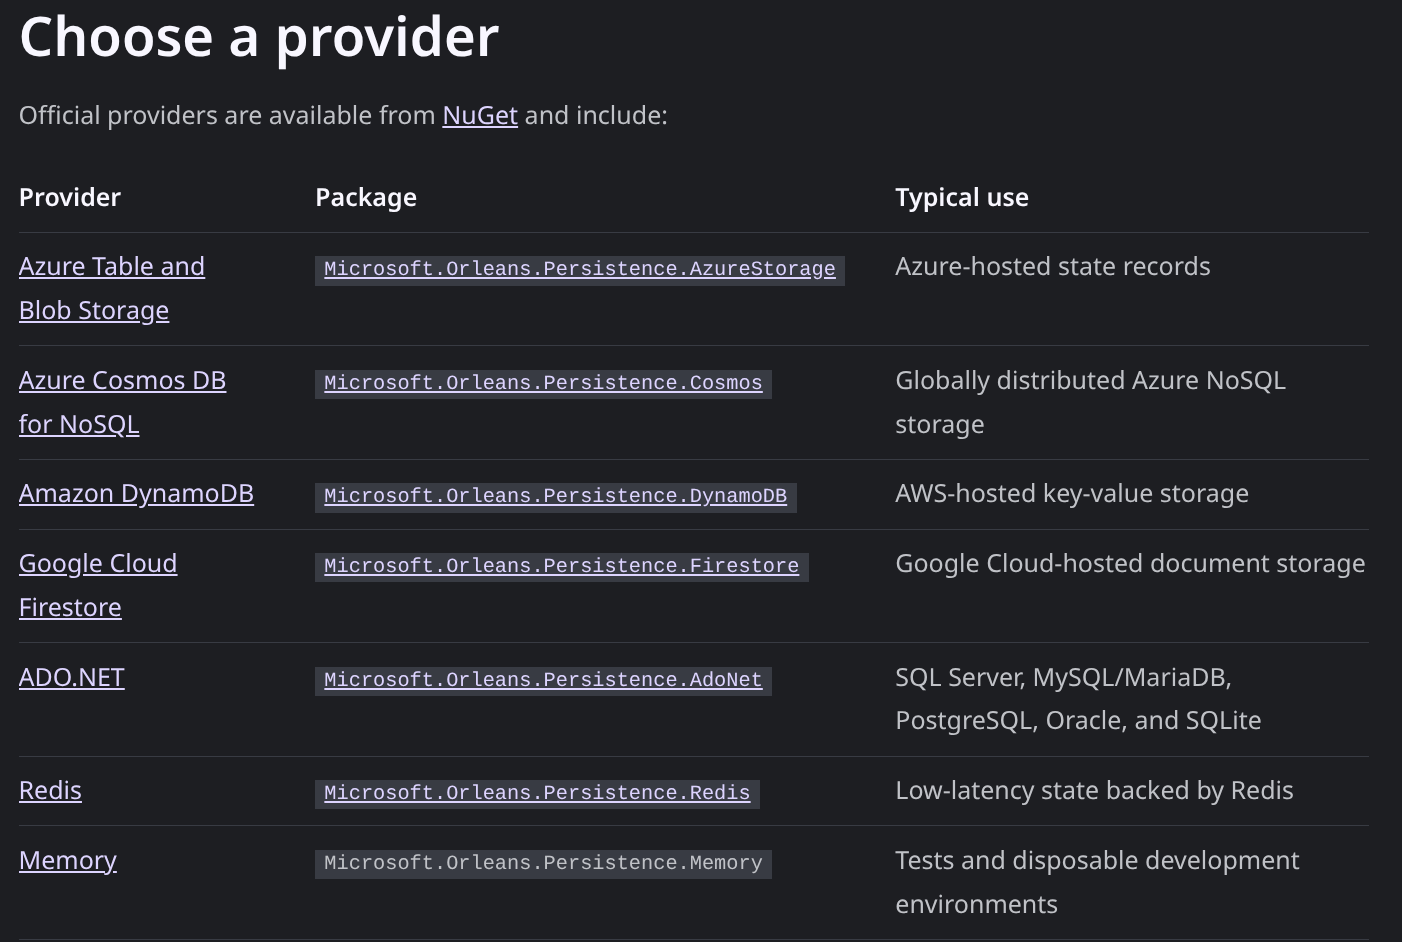 Choose a provider
Official providers are available from NuGet and include:
Provider Package Typical use
Azure Table and Microsoft.Orleans.Persistence.AzureStorage Azure-hosted state records
Blob Storage
Azure Cosmos DB Microsoft.Orleans.Persistence.Cosmos Globally distributed Azure NoSQL
for NoSQL storage
Amazon DynamoDB Microsoft.Orleans.Persistence.DynamoDB AWS-hosted key-value storage
Google Cloud Microsoft.Orleans.Persistence.Firestore Google Cloud-hosted document storage
Firestore
ADO.NET Microsoft.Orleans.Persistence.AdoNet SQL Server, MySQL/MariaDB,
PostgreSQL, Oracle, and SQLite
Redis Microsoft.Orleans.Persistence.Redis Low-latency state backed by Redis
Memory Microsoft.Orleans.Persistence.Memory Tests and disposable development
environments